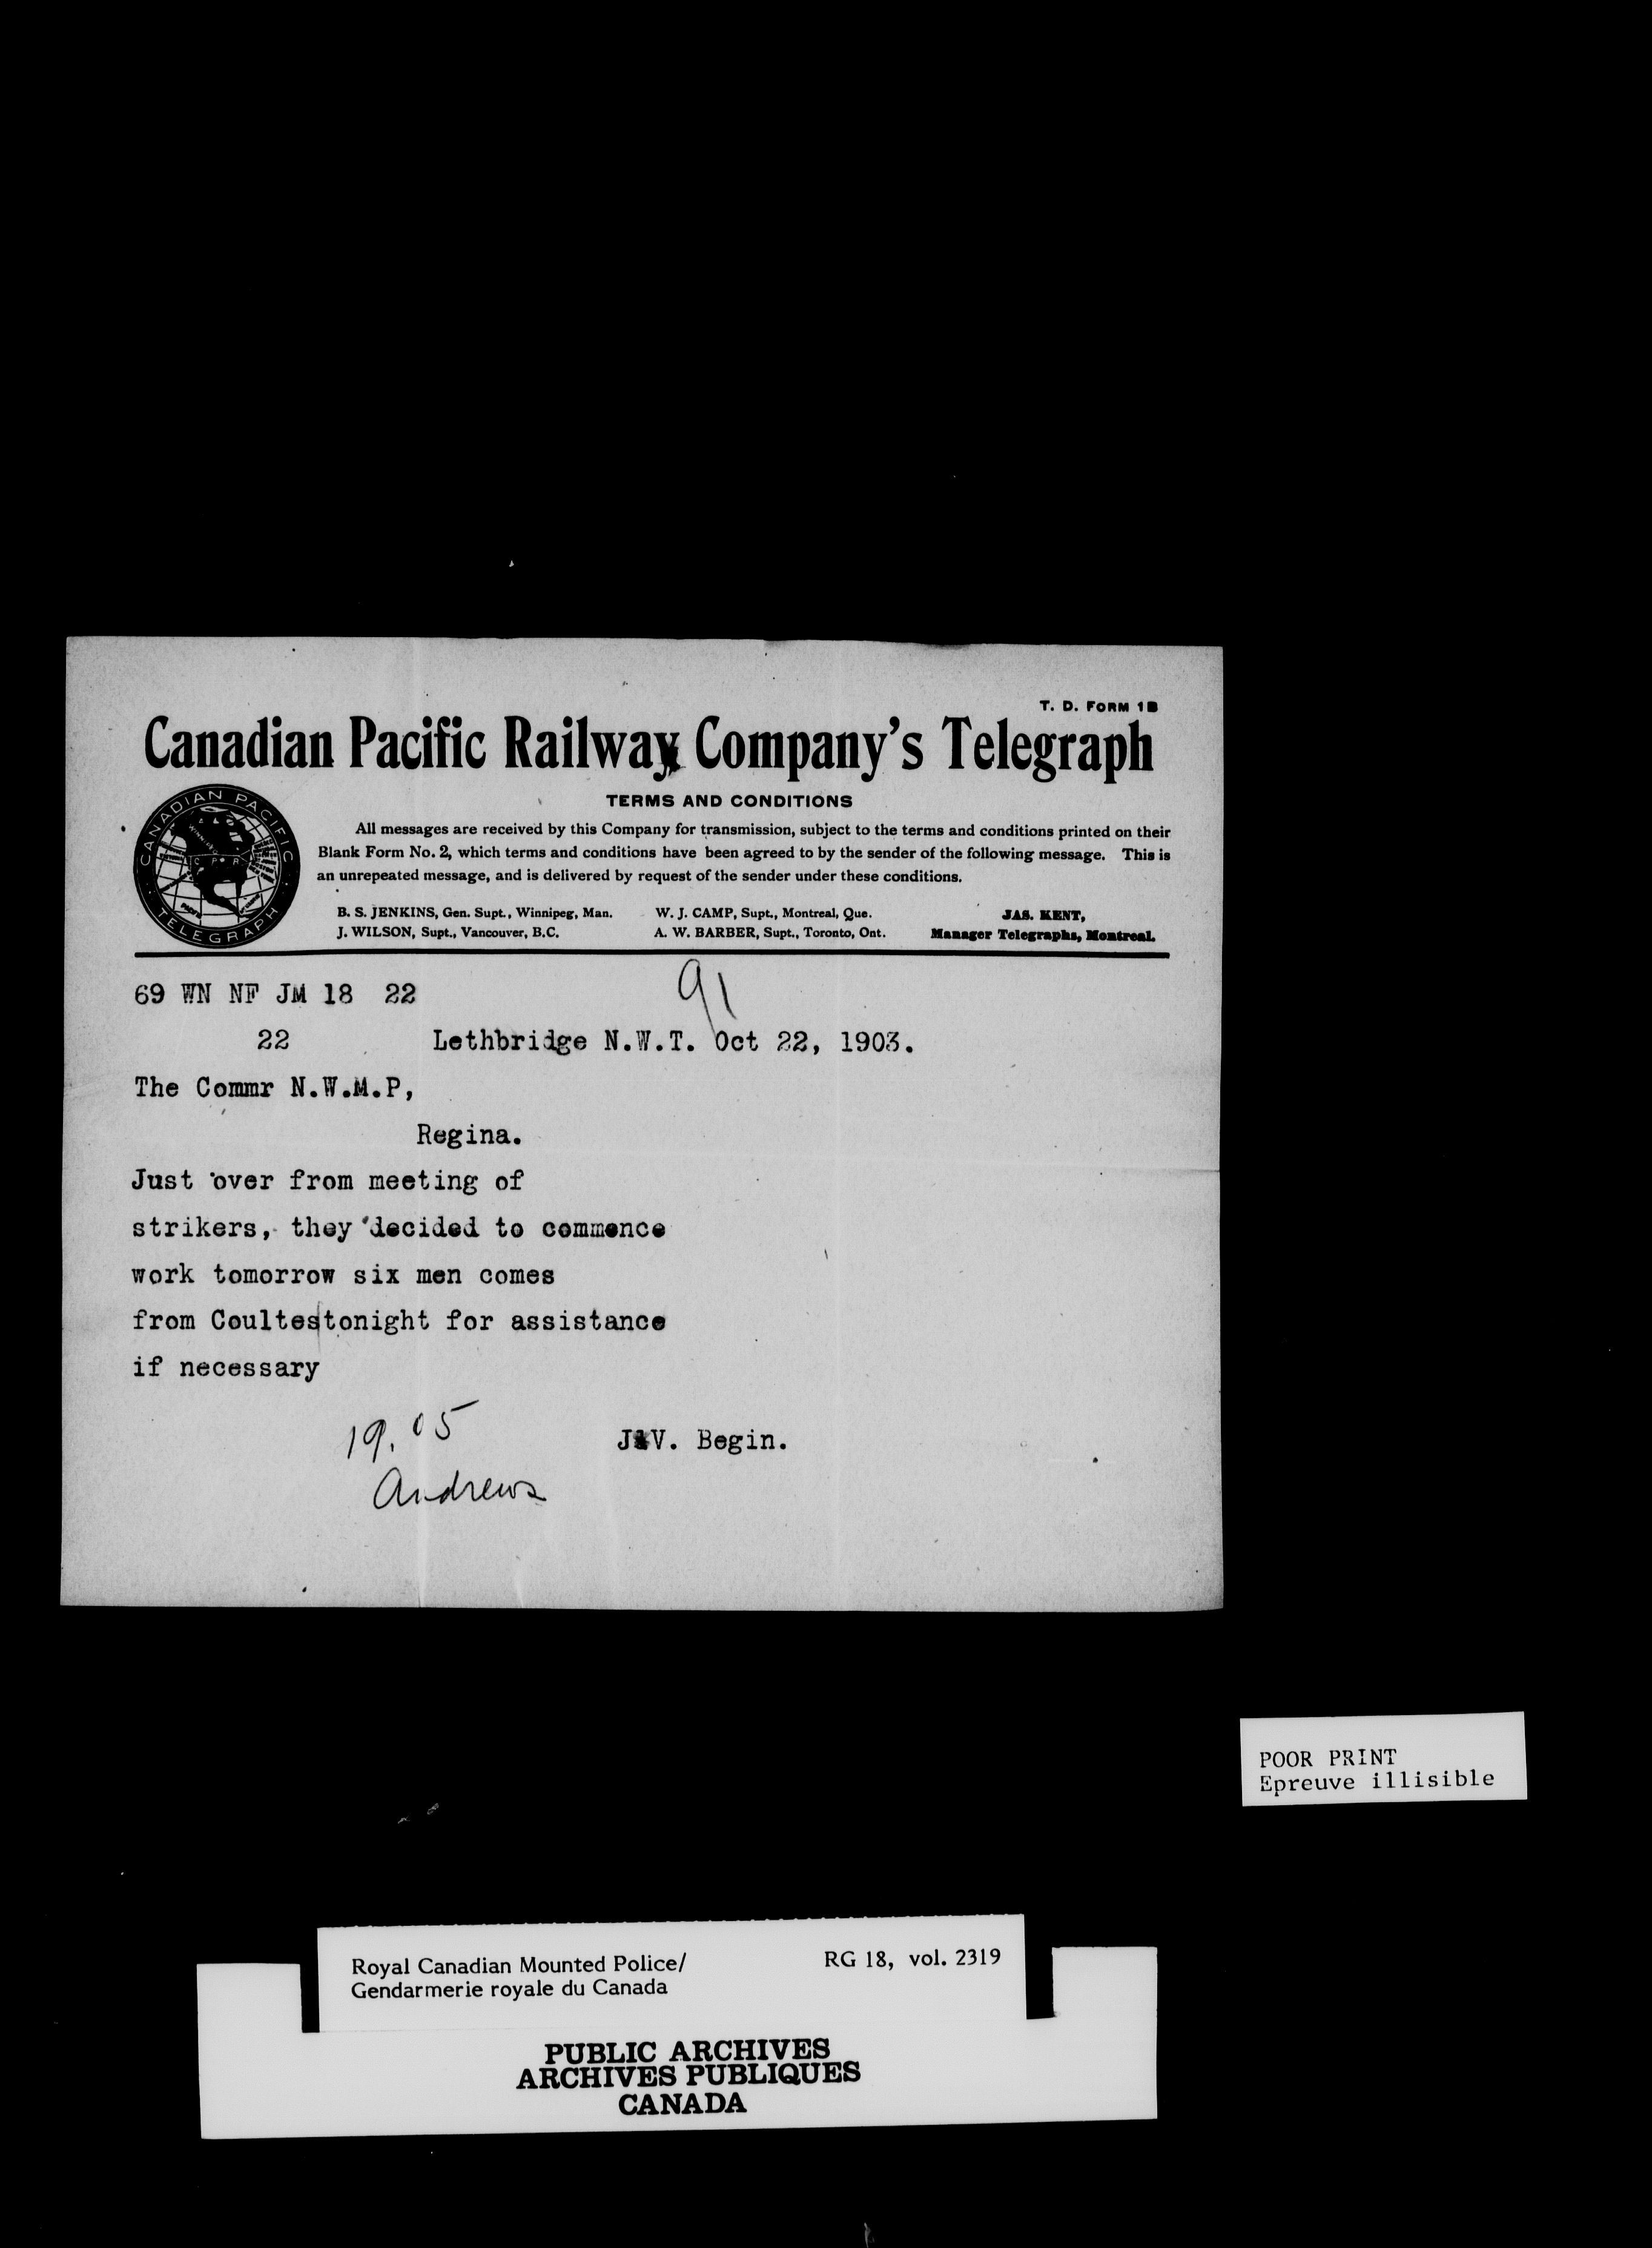 T. D. FORM 1B
Canadian Pacific Railway Company's Telegraph
CANADIAN PACIFIC
TELEGRAPH
TERMS AND CONDITIONS
All messages are received by this Company for transmission, subject to the terms and conditions printed on their
Blank Form No. 2, which terms and conditions have been agreed to by the sender of the following message. This is
an unrepeated message, and is delivered by request of the sender under these conditions.
B. S. JENKINS, Gen. Supt., Winnipeg, Man. W. J. CAMP, Supt., Montreal, Que. JAS. KENT,
J. WILSON, Supt., Vancouver, B.C. A. W. BARBER, Supt., Toronto, Ont. Manager Telegraphs, Montreal.
91
69 WN NF JM 18 22
22 Lethbridge N.W.T. Oct 22, 1903.
The Commr N.W.M.P,
Regina.
Just over from meeting of
strikers, they decided to commence
work tomorrow six men comes
from Coultes tonight for assistance
if necessary
19.05 J V. Begin.
Andrews
POOR PRINT
Epreuve illisible
Royal Canadian Mounted Police/ RG 18, vol. 2319
Gendarmerie royale du Canada
PUBLIC ARCHIVES
ARCHIVES PUBLIQUES
CANADA